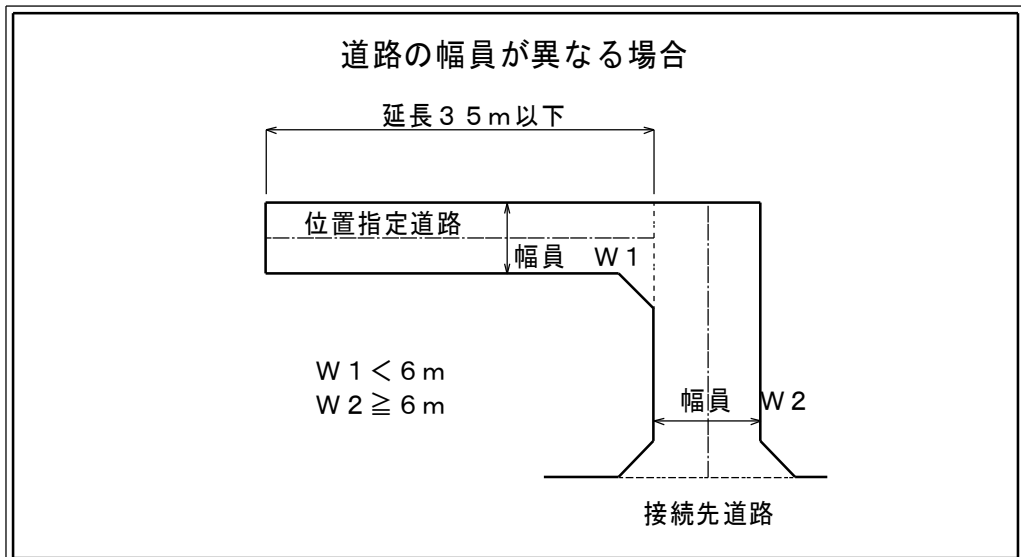 道路の幅員が異なる場合
延長３５ｍ以下
位置指定道路
幅員　Ｗ１
Ｗ１＜６ｍ
Ｗ２≧６ｍ
幅員　Ｗ２
接続先道路